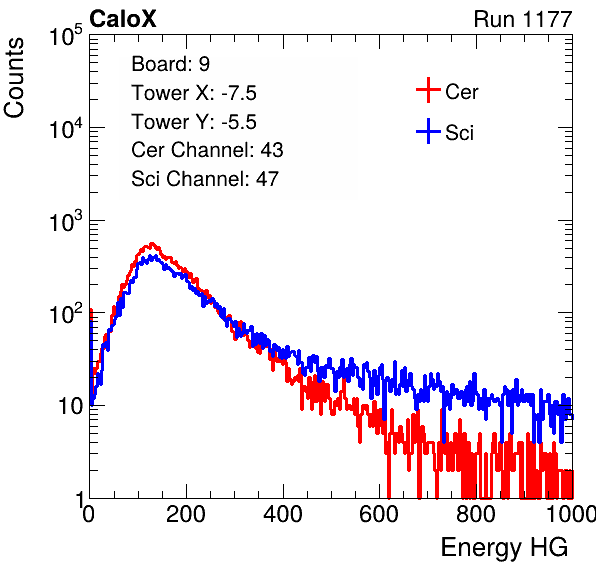 CaloX Run 1177
Counts
10^5
10^4
10^3
10^2
10
1
Board: 9
Tower X: -7.5
Tower Y: -5.5
Cer Channel: 43
Sci Channel: 47
Cer
Sci
0 200 400 600 800 1000
Energy HG